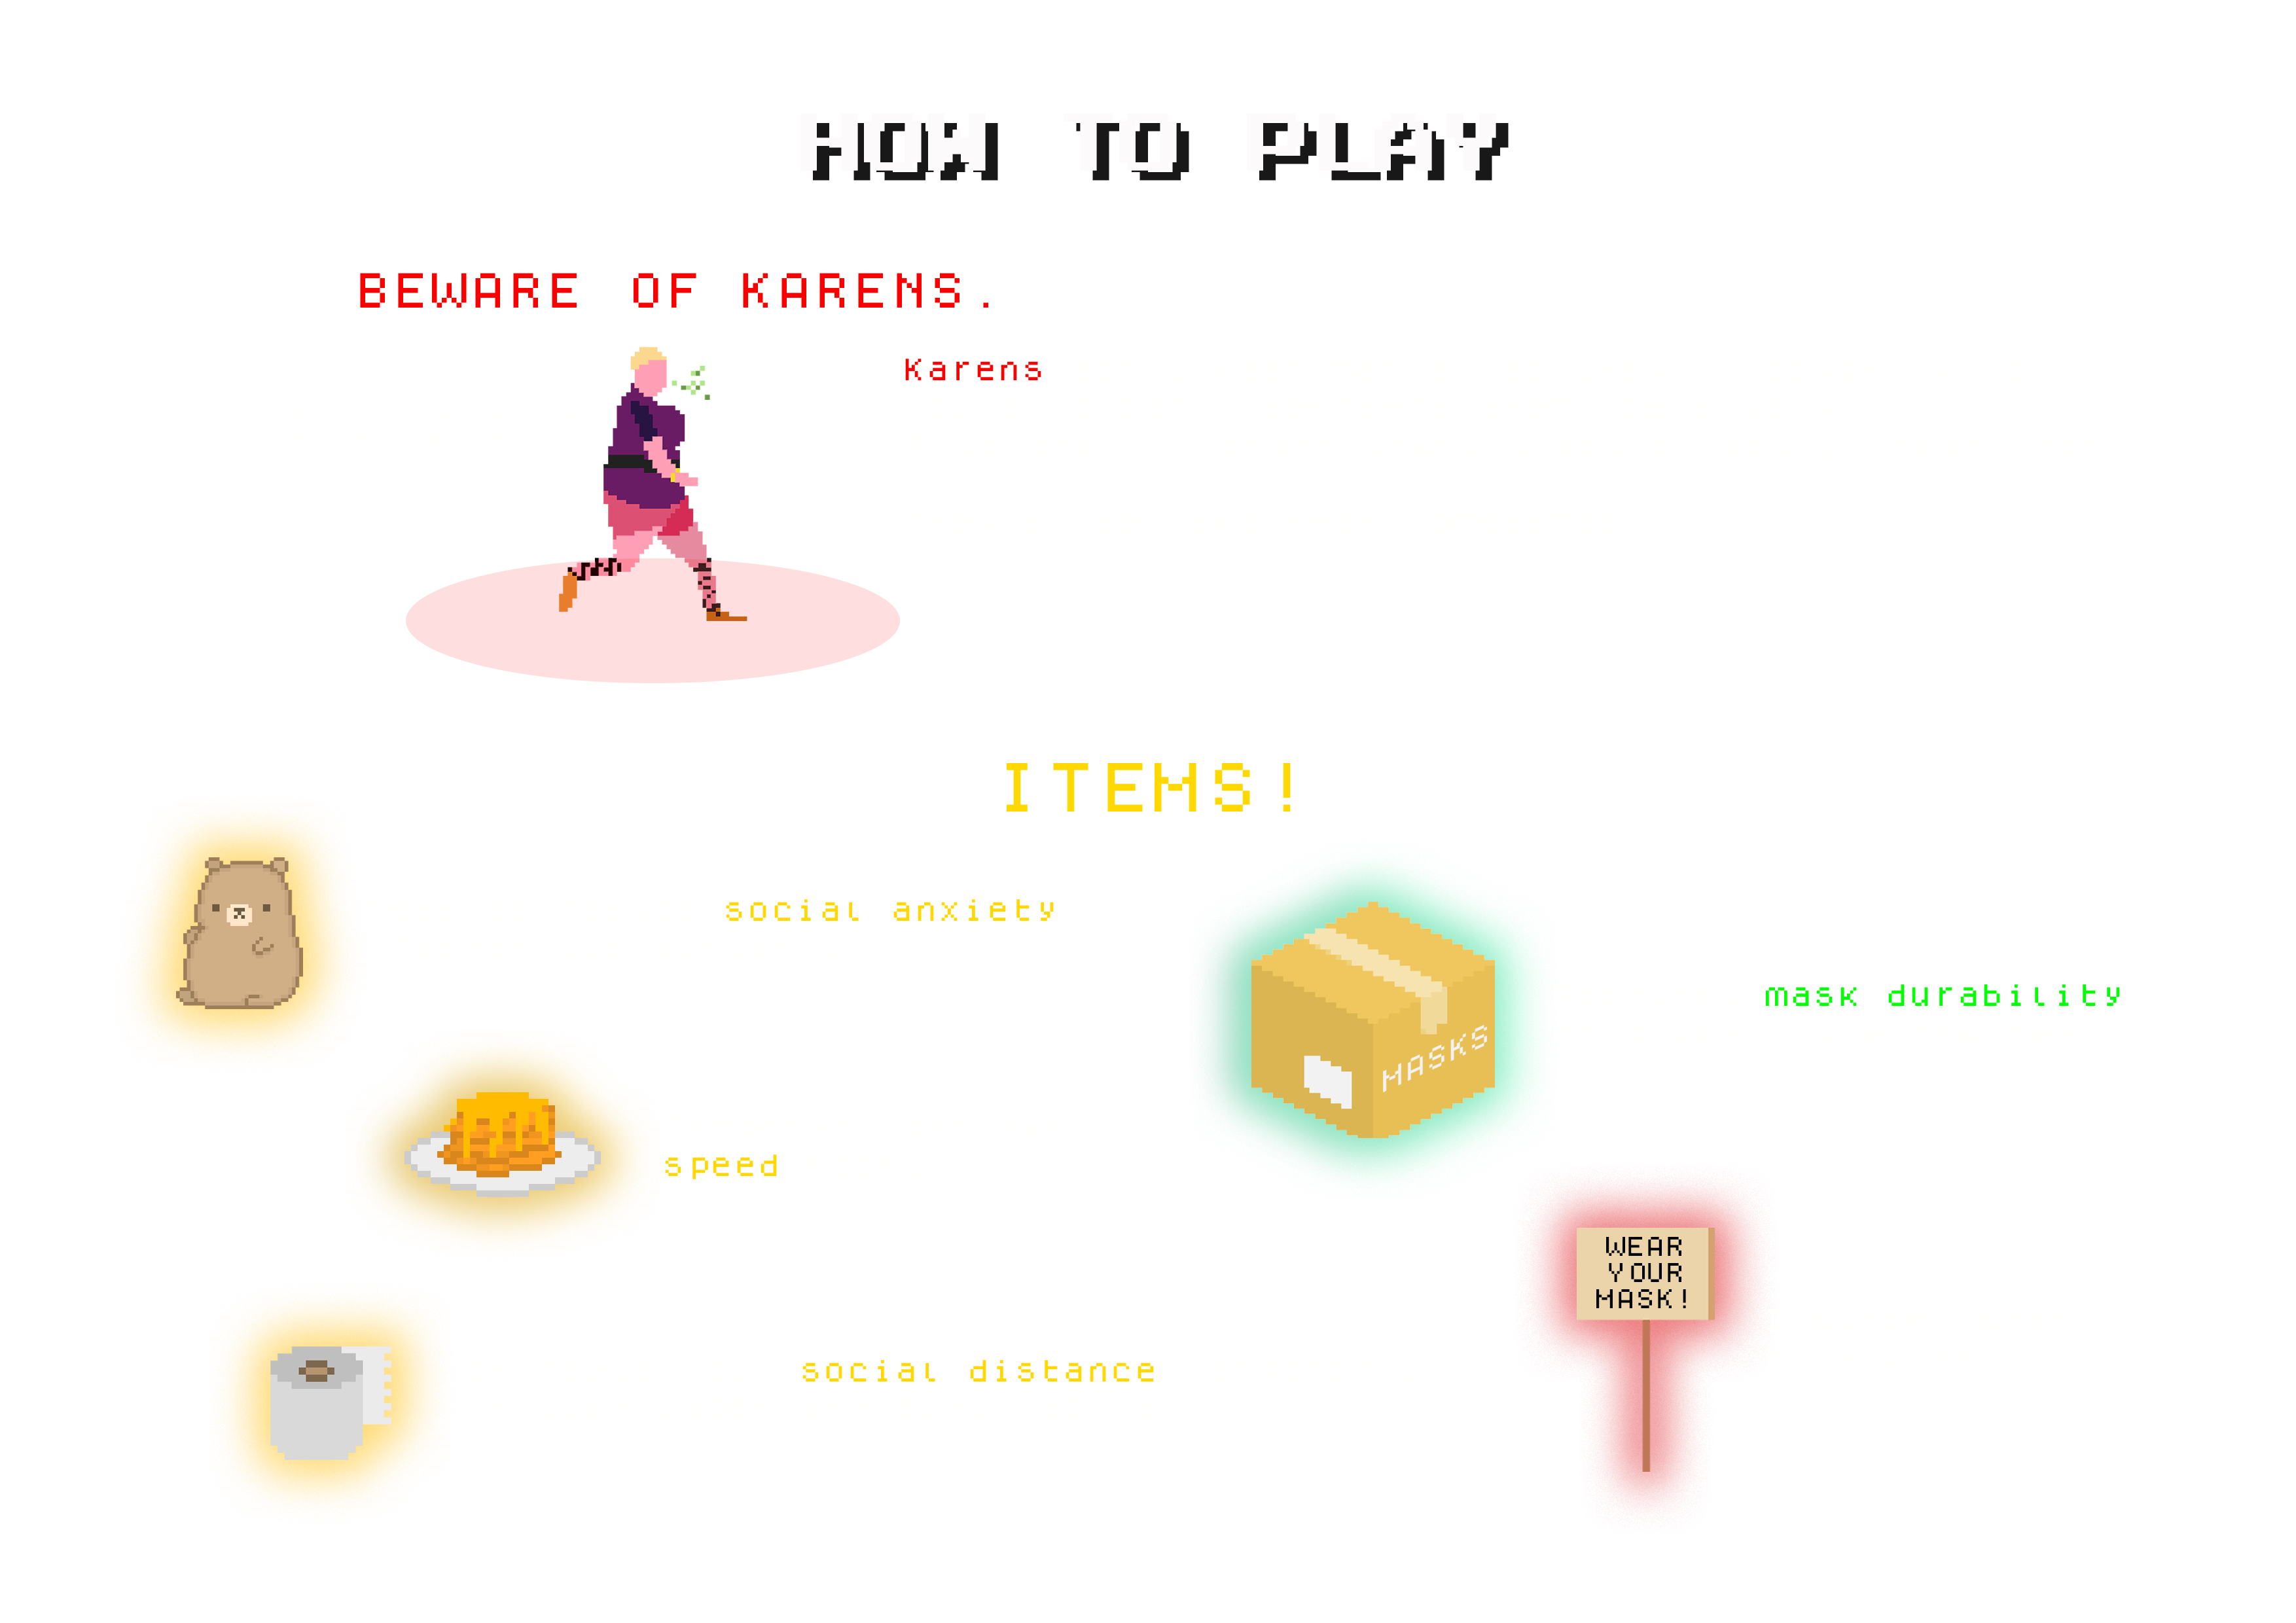 HOW TO PLAY
BEWARE OF KARENS.
Karens
ITEMS!
social anxiety
MASKS
mask durability
speed
WEAR
YOUR
MASK!
social distance